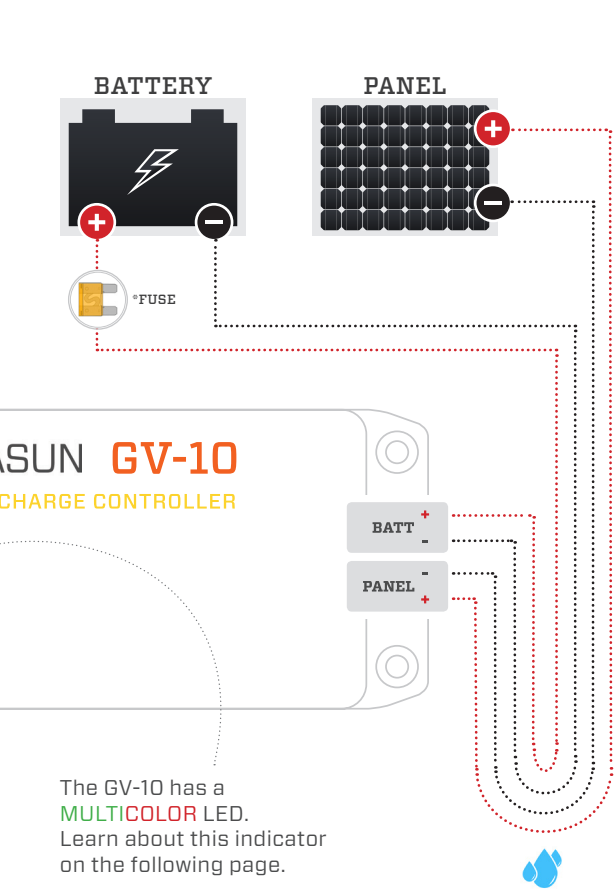 BATTERY
PANEL
+
−
+
−
*FUSE
ASUN GV-10
CHARGE CONTROLLER
BATT + -
PANEL - +
The GV-10 has a
MULTICOLOR LED.
Learn about this indicator
on the following page.